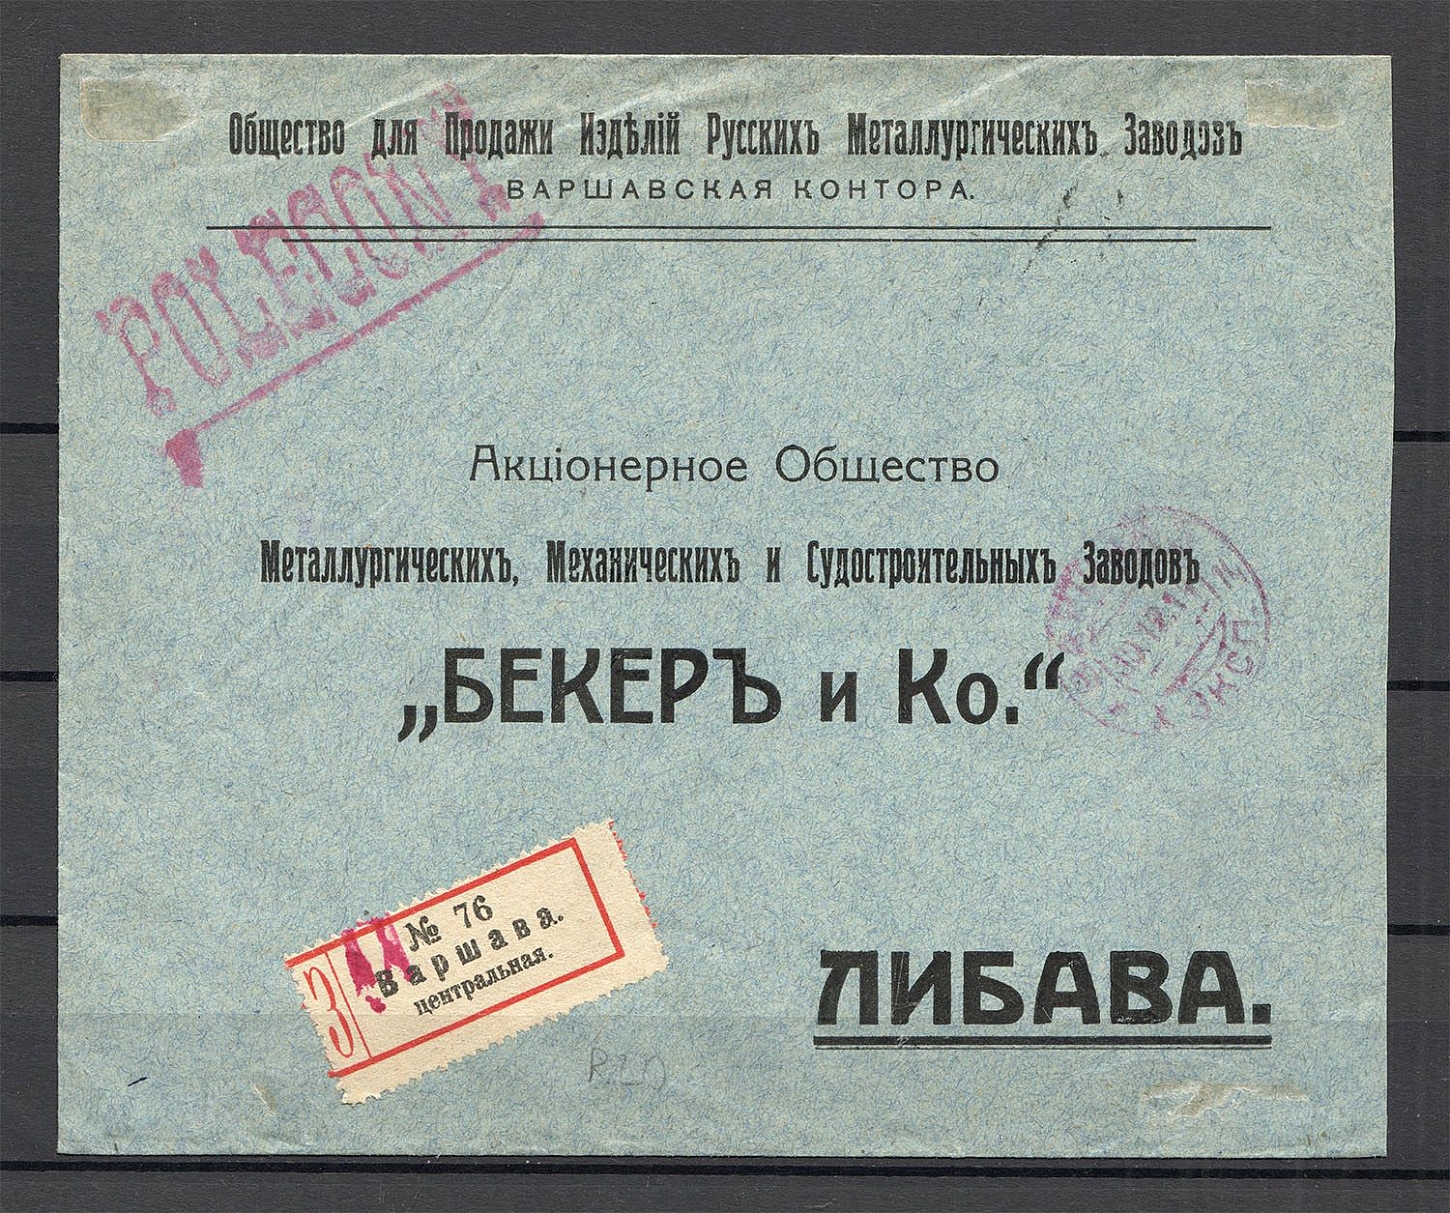 Общество для Продажи Издѣлій Русскихъ Металлургическихъ Заводовъ
ВАРШАВСКАЯ КОНТОРА.
POLECONY
Акціонерное Общество
Металлургическихъ, Механическихъ и Судостроительныхъ Заводовъ
„БЕКЕРЪ и Ко.“
ЭКСП.
З
№ 76
Варшава.
центральная.
ЛИБАВА.